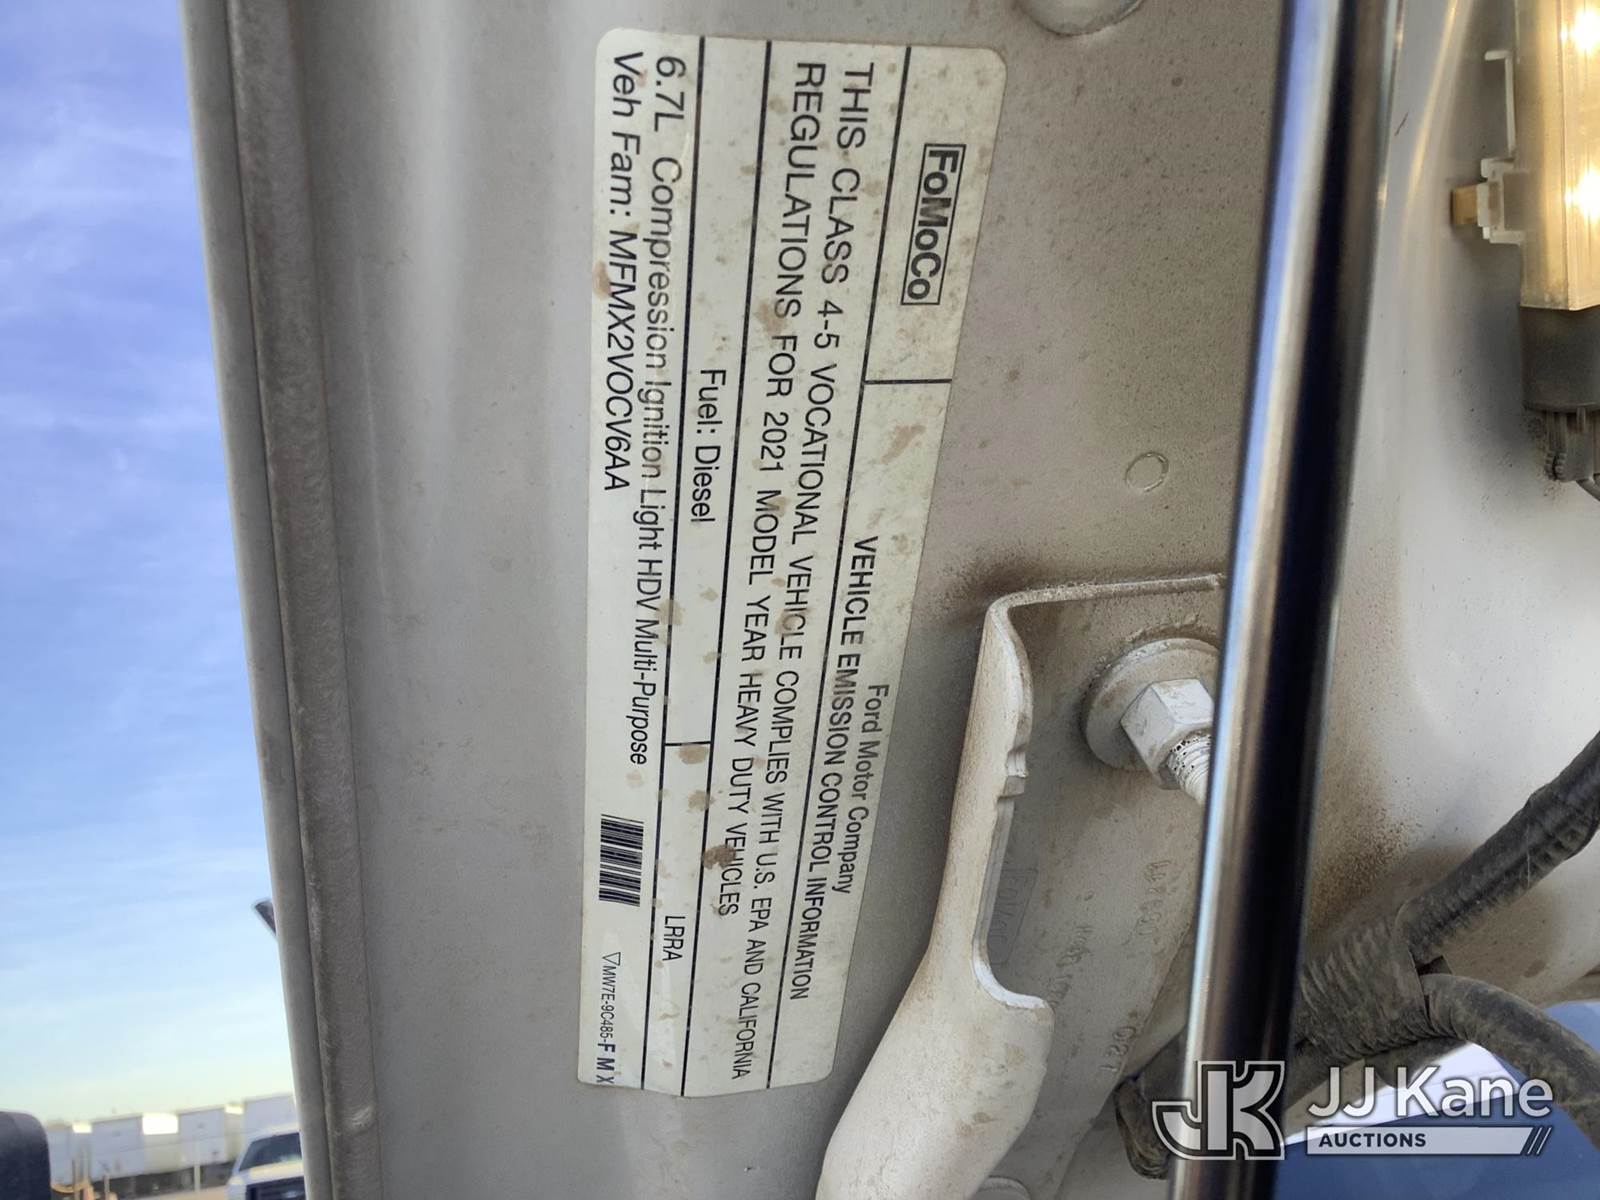 FoMoCo
Ford Motor Company
VEHICLE EMISSION CONTROL INFORMATION
THIS CLASS 4-5 VOCATIONAL VEHICLE COMPLIES WITH U.S. EPA AND CALIFORNIA
REGULATIONS FOR 2021 MODEL YEAR HEAVY DUTY VEHICLES
Fuel: Diesel
LRRA
6.7L Compression Ignition Light HDV Multi-Purpose
Veh Fam: MFMX2VOCV6AA
MW7E-9C485-F M X
JK JJ Kane
AUCTIONS